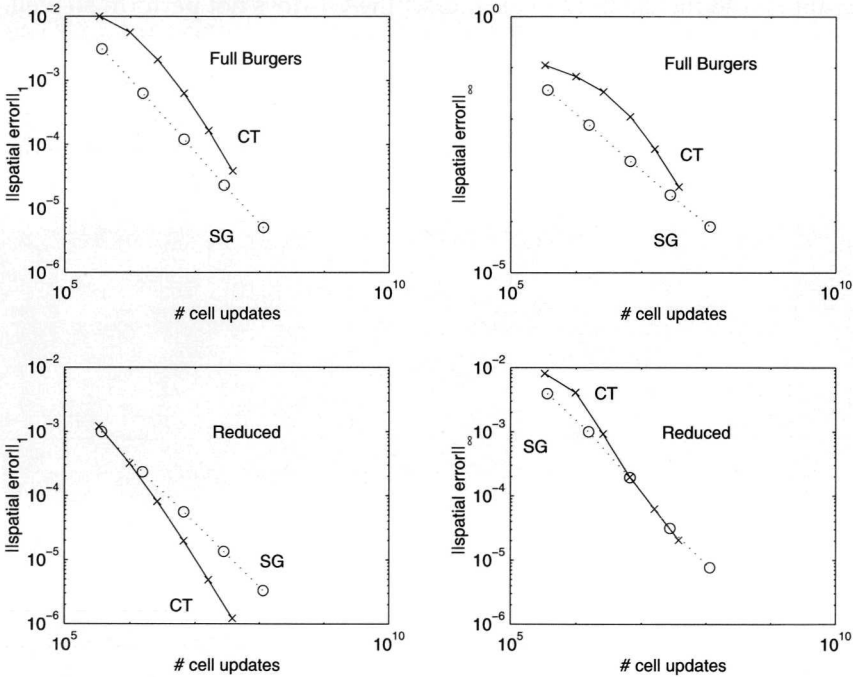 10^-2
10^-3
10^-4
10^-5
10^-6
||spatial error||_1
Full Burgers
CT
SG
10^5
10^10
# cell updates
10^0
10^-5
||spatial error||_∞
Full Burgers
CT
SG
10^5
10^10
# cell updates
10^-2
10^-3
10^-4
10^-5
10^-6
||spatial error||_1
Reduced
SG
CT
10^5
10^10
# cell updates
10^-2
10^-3
10^-4
10^-5
10^-6
||spatial error||_∞
CT
SG
Reduced
10^5
10^10
# cell updates